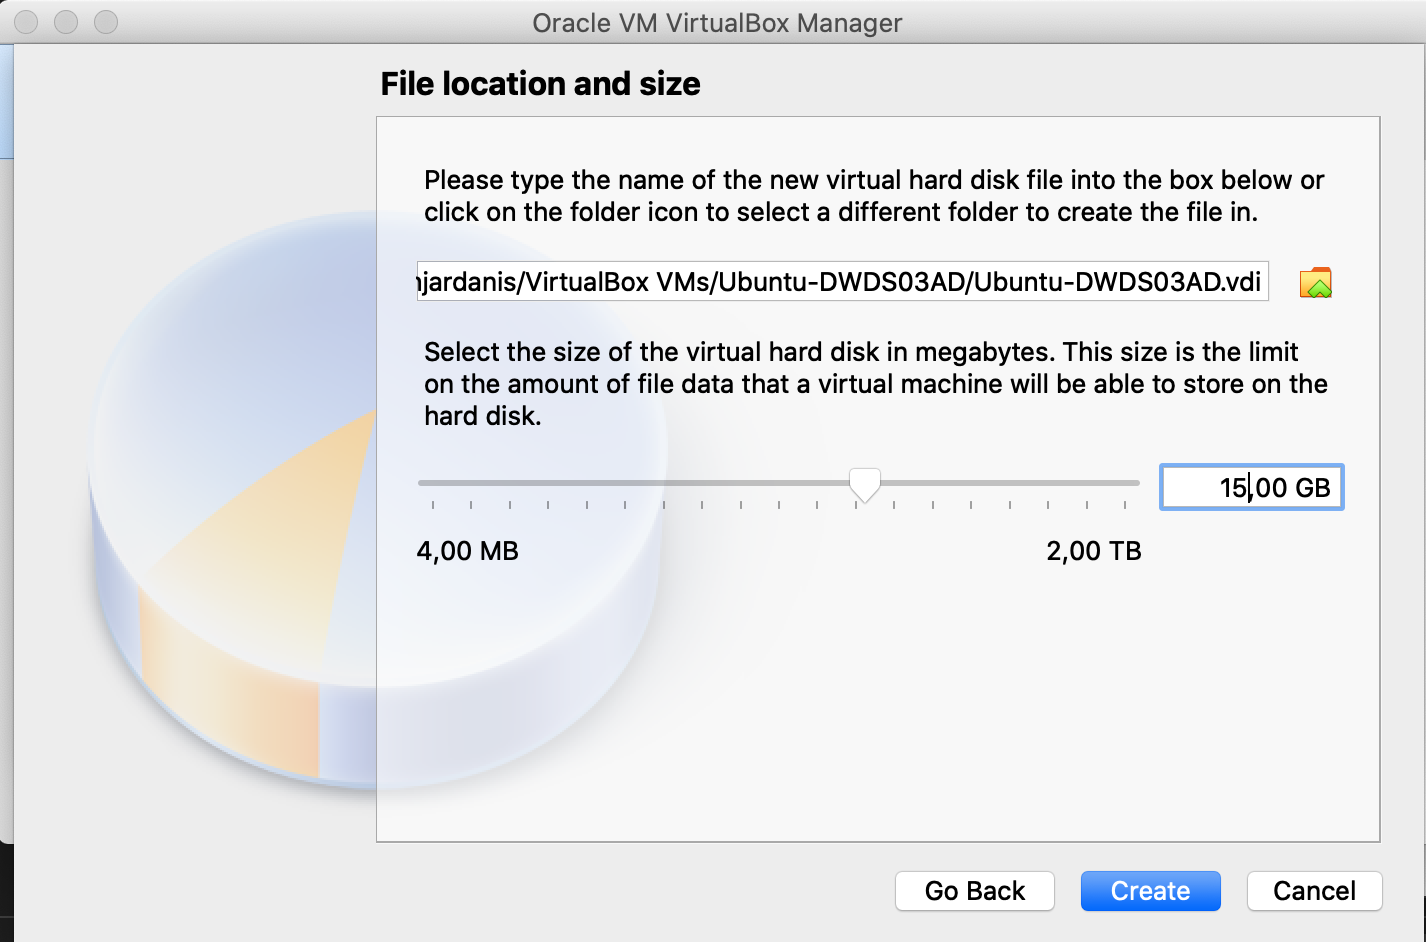 Oracle VM VirtualBox Manager
File location and size
Please type the name of the new virtual hard disk file into the box below or
click on the folder icon to select a different folder to create the file in.
jardanis/VirtualBox VMs/Ubuntu-DWDS03AD/Ubuntu-DWDS03AD.vdi
Select the size of the virtual hard disk in megabytes. This size is the limit
on the amount of file data that a virtual machine will be able to store on the
hard disk.
15,00 GB
4,00 MB
2,00 TB
Go Back
Create
Cancel